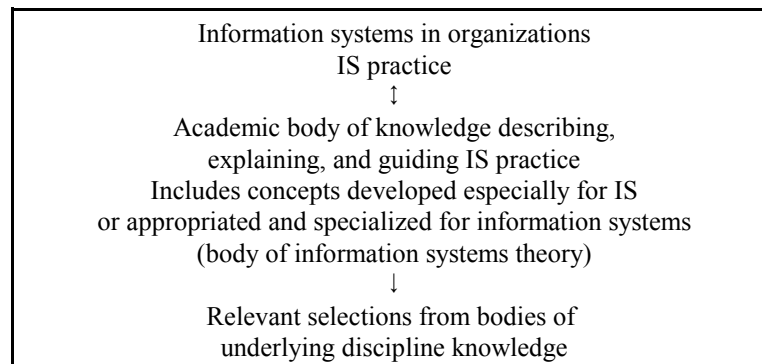 Information systems in organizations
IS practice
↕
Academic body of knowledge describing,
explaining, and guiding IS practice
Includes concepts developed especially for IS
or appropriated and specialized for information systems
(body of information systems theory)
↓
Relevant selections from bodies of
underlying discipline knowledge